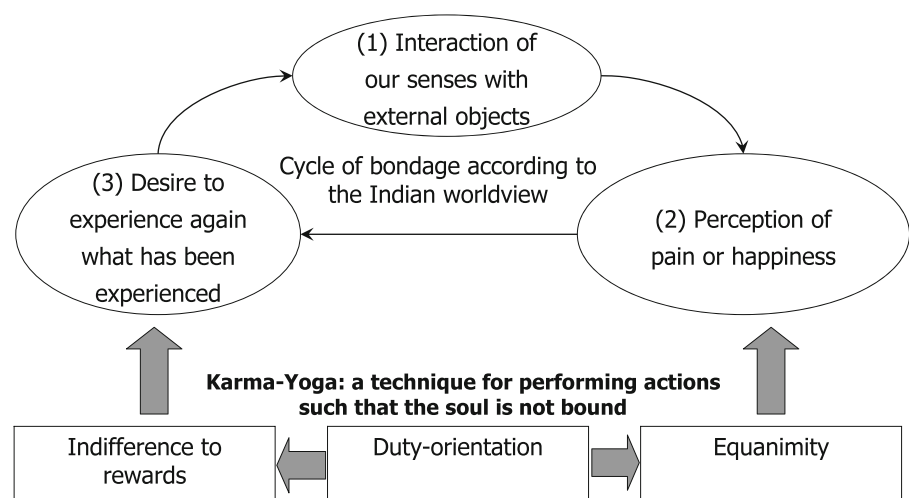 (1) Interaction of
our senses with
external objects
Cycle of bondage according to
the Indian worldview
(3) Desire to
experience again
what has been
experienced
(2) Perception of
pain or happiness
Karma-Yoga: a technique for performing actions
such that the soul is not bound
Indifference to
rewards
Duty-orientation
Equanimity